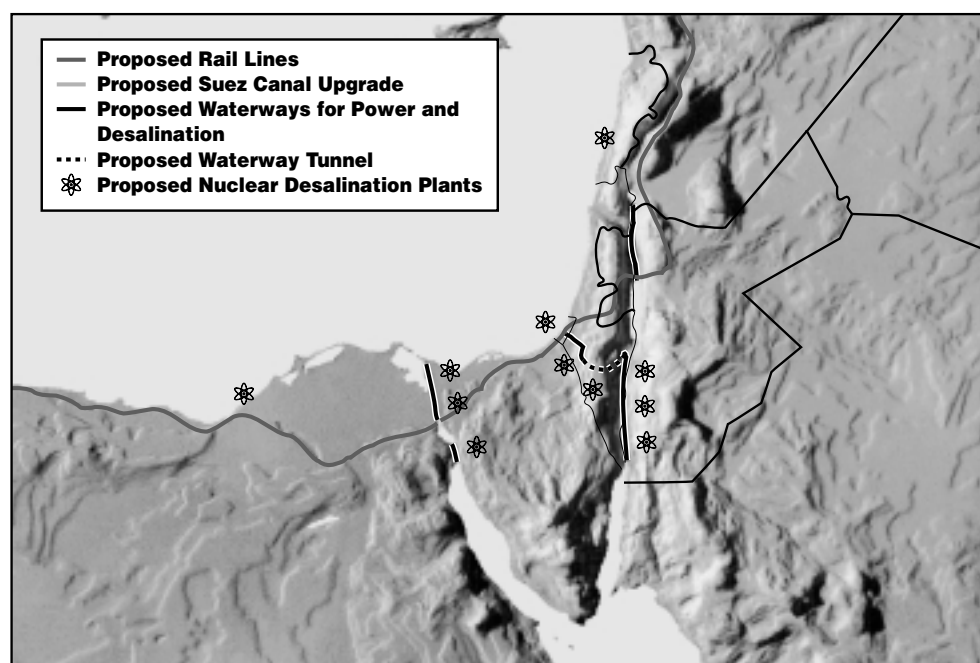 Proposed Rail Lines
Proposed Suez Canal Upgrade
Proposed Waterways for Power and
Desalination
Proposed Waterway Tunnel
Proposed Nuclear Desalination Plants